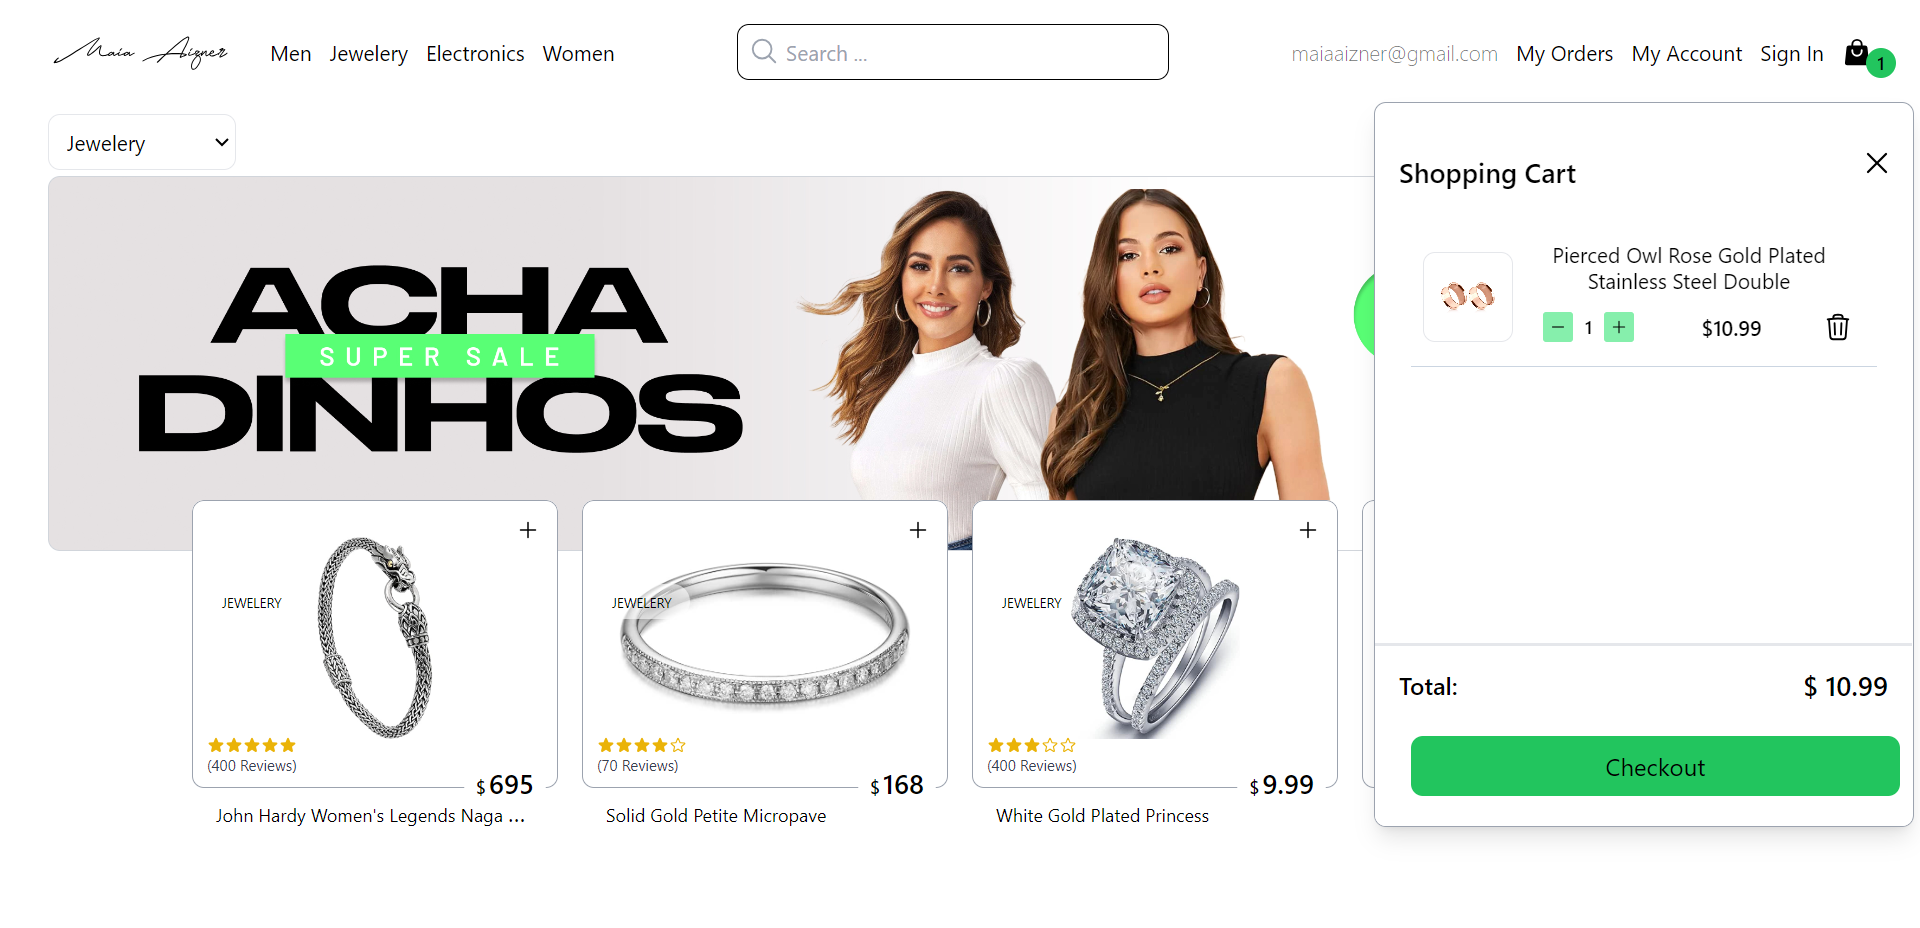 Maia Aizner
Men Jewelery Electronics Women
Search ...
maiaaizner@gmail.com My Orders My Account Sign In 1
Jewelery
ACHA
SUPER SALE
DINHOS
Shopping Cart
Pierced Owl Rose Gold Plated
Stainless Steel Double
1 $10.99
Total: $ 10.99
Checkout
JEWELERY
(400 Reviews)
$695
John Hardy Women's Legends Naga ...
JEWELERY
(70 Reviews)
$168
Solid Gold Petite Micropave
JEWELERY
(400 Reviews)
$9.99
White Gold Plated Princess